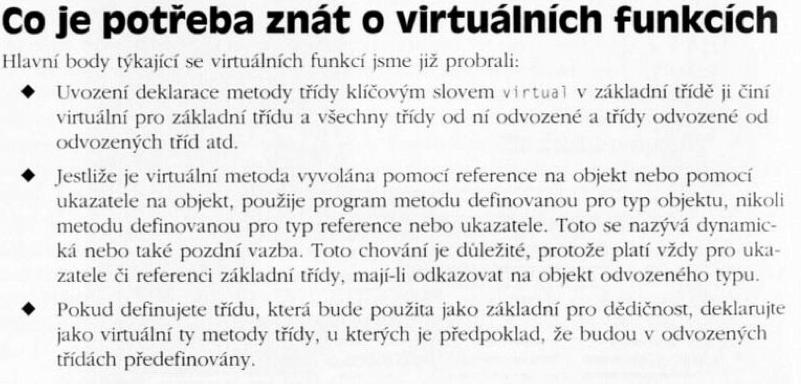 Co je potřeba znát o virtuálních funkcích
Hlavní body týkající se virtuálních funkcí jsme již probrali:
◆ Uvození deklarace metody třídy klíčovým slovem virtual v základní třídě ji činí
virtuální pro základní třídu a všechny třídy od ní odvozené a třídy odvozené od
odvozených tříd atd.
◆ Jestliže je virtuální metoda vyvolána pomocí reference na objekt nebo pomocí
ukazatele na objekt, použije program metodu definovanou pro typ objektu, nikoli
metodu definovanou pro typ reference nebo ukazatele. Toto se nazývá dynamic-
ká nebo také pozdní vazba. Toto chování je důležité, protože platí vždy pro uka-
zatele či referenci základní třídy, mají-li odkazovat na objekt odvozeného typu.
◆ Pokud definujete třídu, která bude použita jako základní pro dědičnost, deklarujte
jako virtuální ty metody třídy, u kterých je předpoklad, že budou v odvozených
třídách předefinovány.